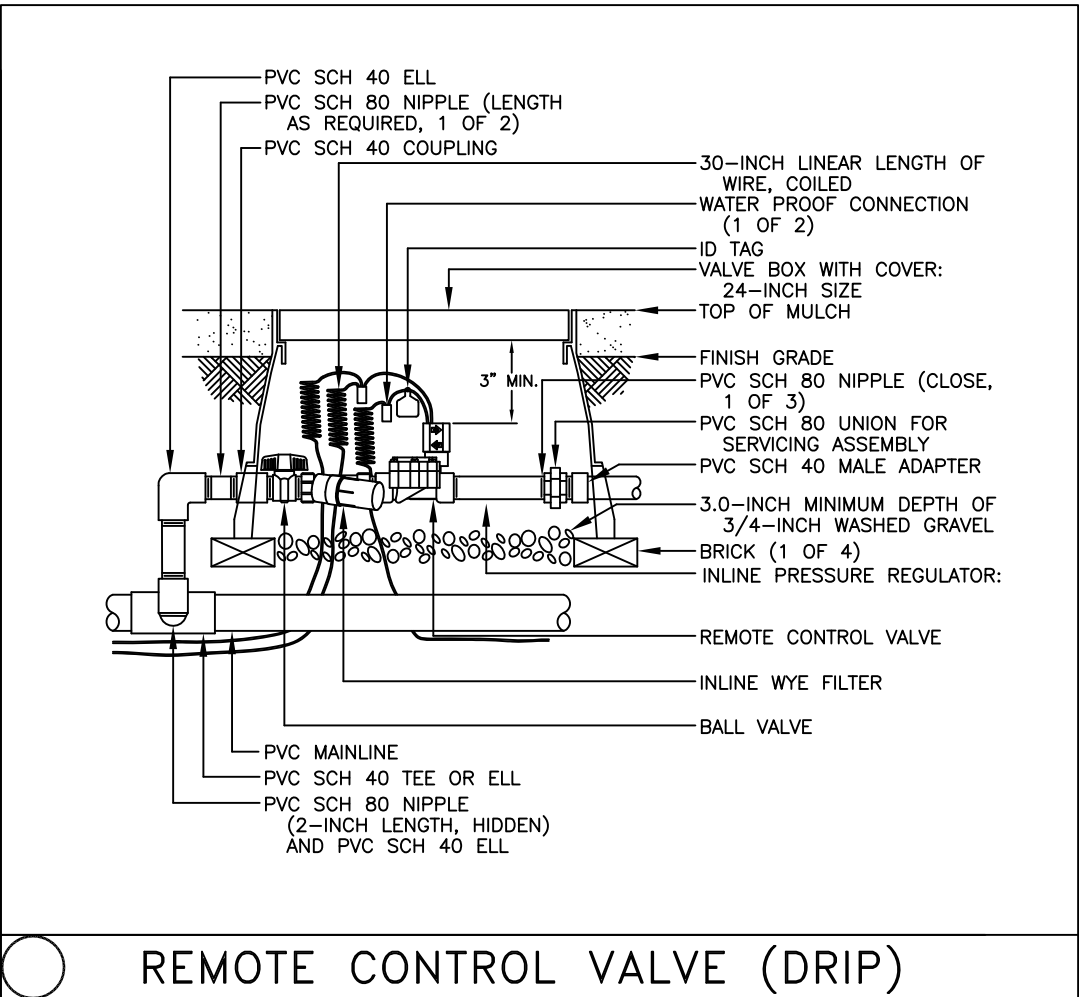 PVC SCH 40 ELL
PVC SCH 80 NIPPLE (LENGTH
AS REQUIRED, 1 OF 2)
PVC SCH 40 COUPLING
30-INCH LINEAR LENGTH OF
WIRE, COILED
WATER PROOF CONNECTION
(1 OF 2)
ID TAG
VALVE BOX WITH COVER:
24-INCH SIZE
TOP OF MULCH
FINISH GRADE
3" MIN.
PVC SCH 80 NIPPLE (CLOSE,
1 OF 3)
PVC SCH 80 UNION FOR
SERVICING ASSEMBLY
PVC SCH 40 MALE ADAPTER
3.0-INCH MINIMUM DEPTH OF
3/4-INCH WASHED GRAVEL
BRICK (1 OF 4)
INLINE PRESSURE REGULATOR:
REMOTE CONTROL VALVE
INLINE WYE FILTER
BALL VALVE
PVC MAINLINE
PVC SCH 40 TEE OR ELL
PVC SCH 80 NIPPLE
(2-INCH LENGTH, HIDDEN)
AND PVC SCH 40 ELL
REMOTE CONTROL VALVE (DRIP)